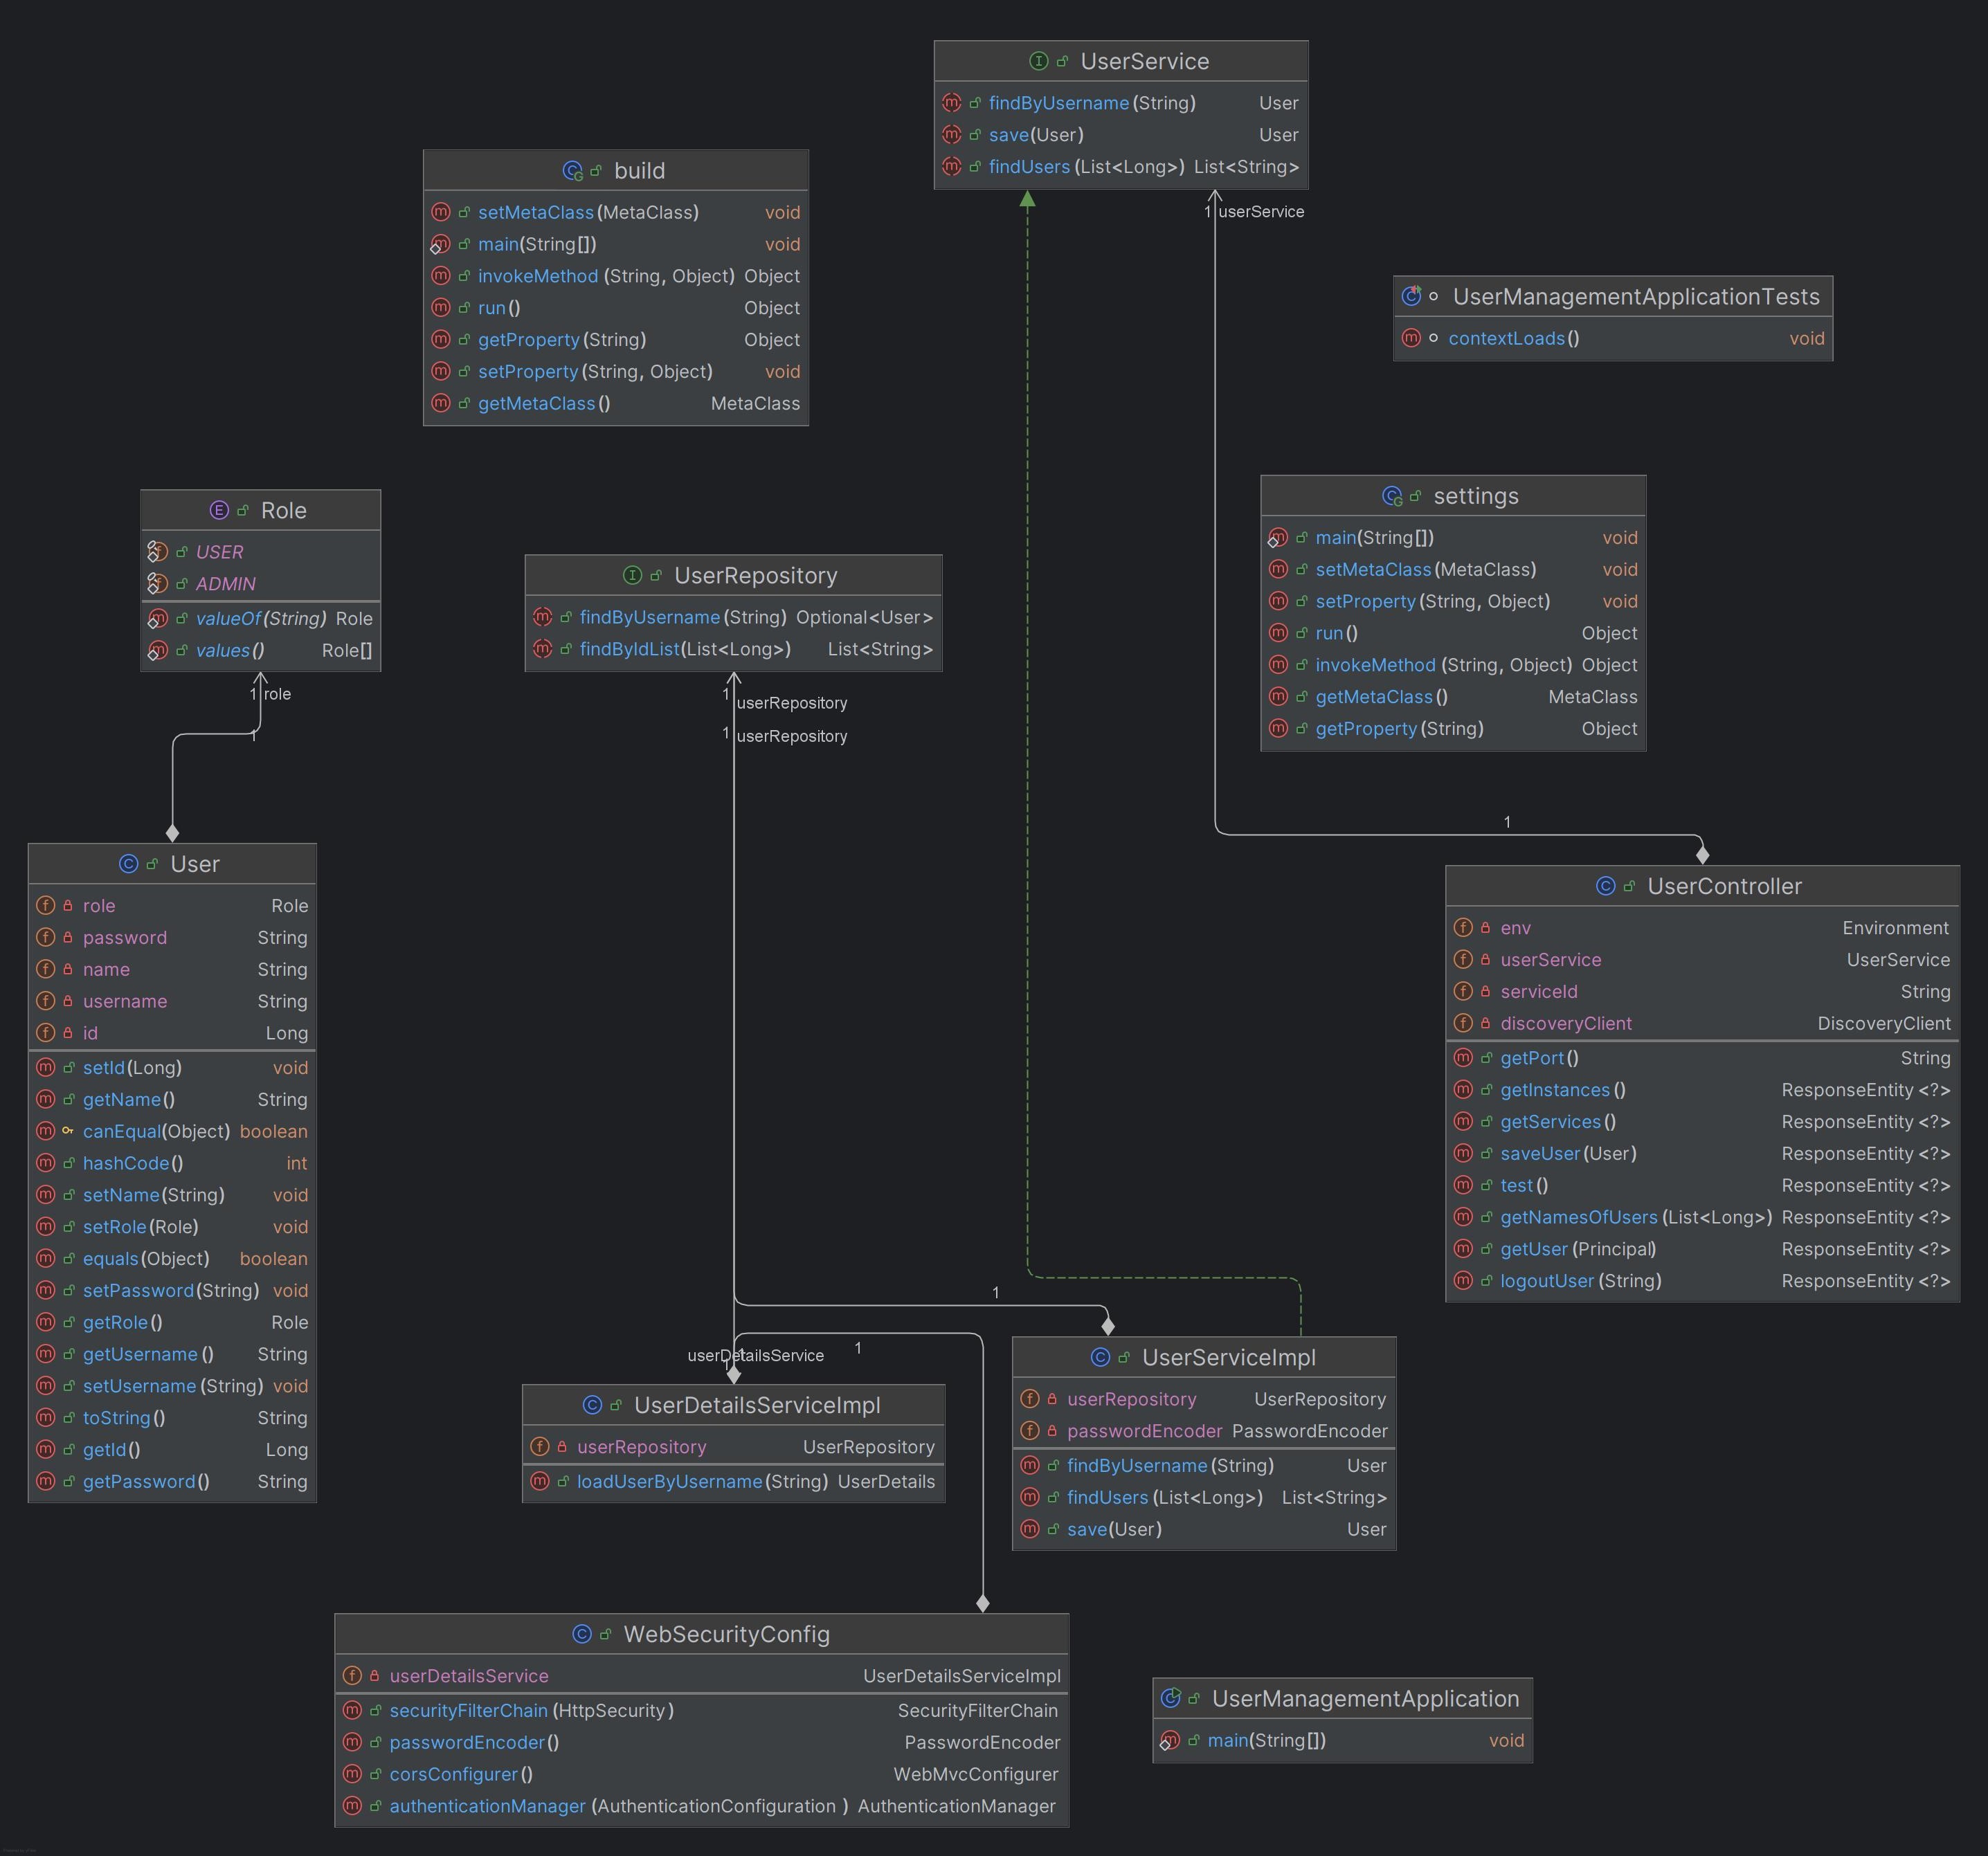 UserService
findByUsername(String) User
save(User) User
findUsers(List<Long>) List<String>
1 userService
build
setMetaClass(MetaClass) void
main(String[]) void
invokeMethod(String, Object) Object
run() Object
getProperty(String) Object
setProperty(String, Object) void
getMetaClass() MetaClass
UserManagementApplicationTests
contextLoads() void
Role
USER
ADMIN
valueOf(String) Role
values() Role[]
1 role
1
UserRepository
findByUsername(String) Optional<User>
findByIdList(List<Long>) List<String>
1 userRepository
1 userRepository
settings
main(String[]) void
setMetaClass(MetaClass) void
setProperty(String, Object) void
run() Object
invokeMethod(String, Object) Object
getMetaClass() MetaClass
getProperty(String) Object
1
User
role Role
password String
name String
username String
id Long
setId(Long) void
getName() String
canEqual(Object) boolean
hashCode() int
setName(String) void
setRole(Role) void
equals(Object) boolean
setPassword(String) void
getRole() Role
getUsername() String
setUsername(String) void
toString() String
getId() Long
getPassword() String
UserController
env Environment
userService UserService
serviceId String
discoveryClient DiscoveryClient
getPort() String
getInstances() ResponseEntity<?>
getServices() ResponseEntity<?>
saveUser(User) ResponseEntity<?>
test() ResponseEntity<?>
getNamesOfUsers(List<Long>) ResponseEntity<?>
getUser(Principal) ResponseEntity<?>
logoutUser(String) ResponseEntity<?>
1
1
userDetailsService
1
UserDetailsServiceImpl
userRepository UserRepository
loadUserByUsername(String) UserDetails
UserServiceImpl
userRepository UserRepository
passwordEncoder PasswordEncoder
findByUsername(String) User
findUsers(List<Long>) List<String>
save(User) User
WebSecurityConfig
userDetailsService UserDetailsServiceImpl
securityFilterChain(HttpSecurity) SecurityFilterChain
passwordEncoder() PasswordEncoder
corsConfigurer() WebMvcConfigurer
authenticationManager(AuthenticationConfiguration) AuthenticationManager
UserManagementApplication
main(String[]) void